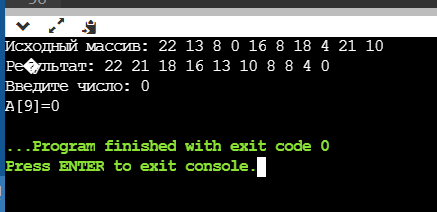 Исходный массив: 22 13 8 0 16 8 18 4 21 10
Ре�ультат: 22 21 18 16 13 10 8 8 4 0
Введите число: 0
A[9]=0
...Program finished with exit code 0
Press ENTER to exit console.